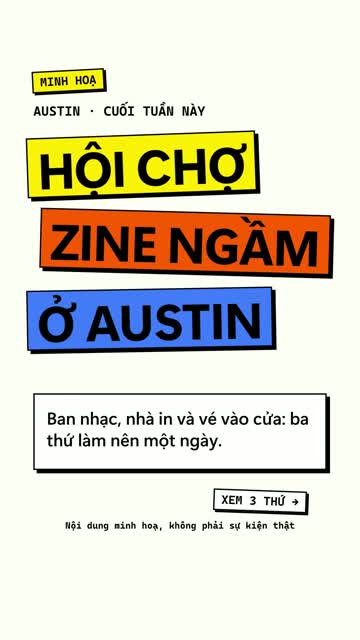 MINH HOẠ
AUSTIN · CUỐI TUẦN NÀY
HỘI CHỢ
ZINE NGẦM
Ở AUSTIN
Ban nhạc, nhà in và vé vào cửa: ba
thứ làm nên một ngày.
XEM 3 THỨ →
Nội dung minh hoạ, không phải sự kiện thật